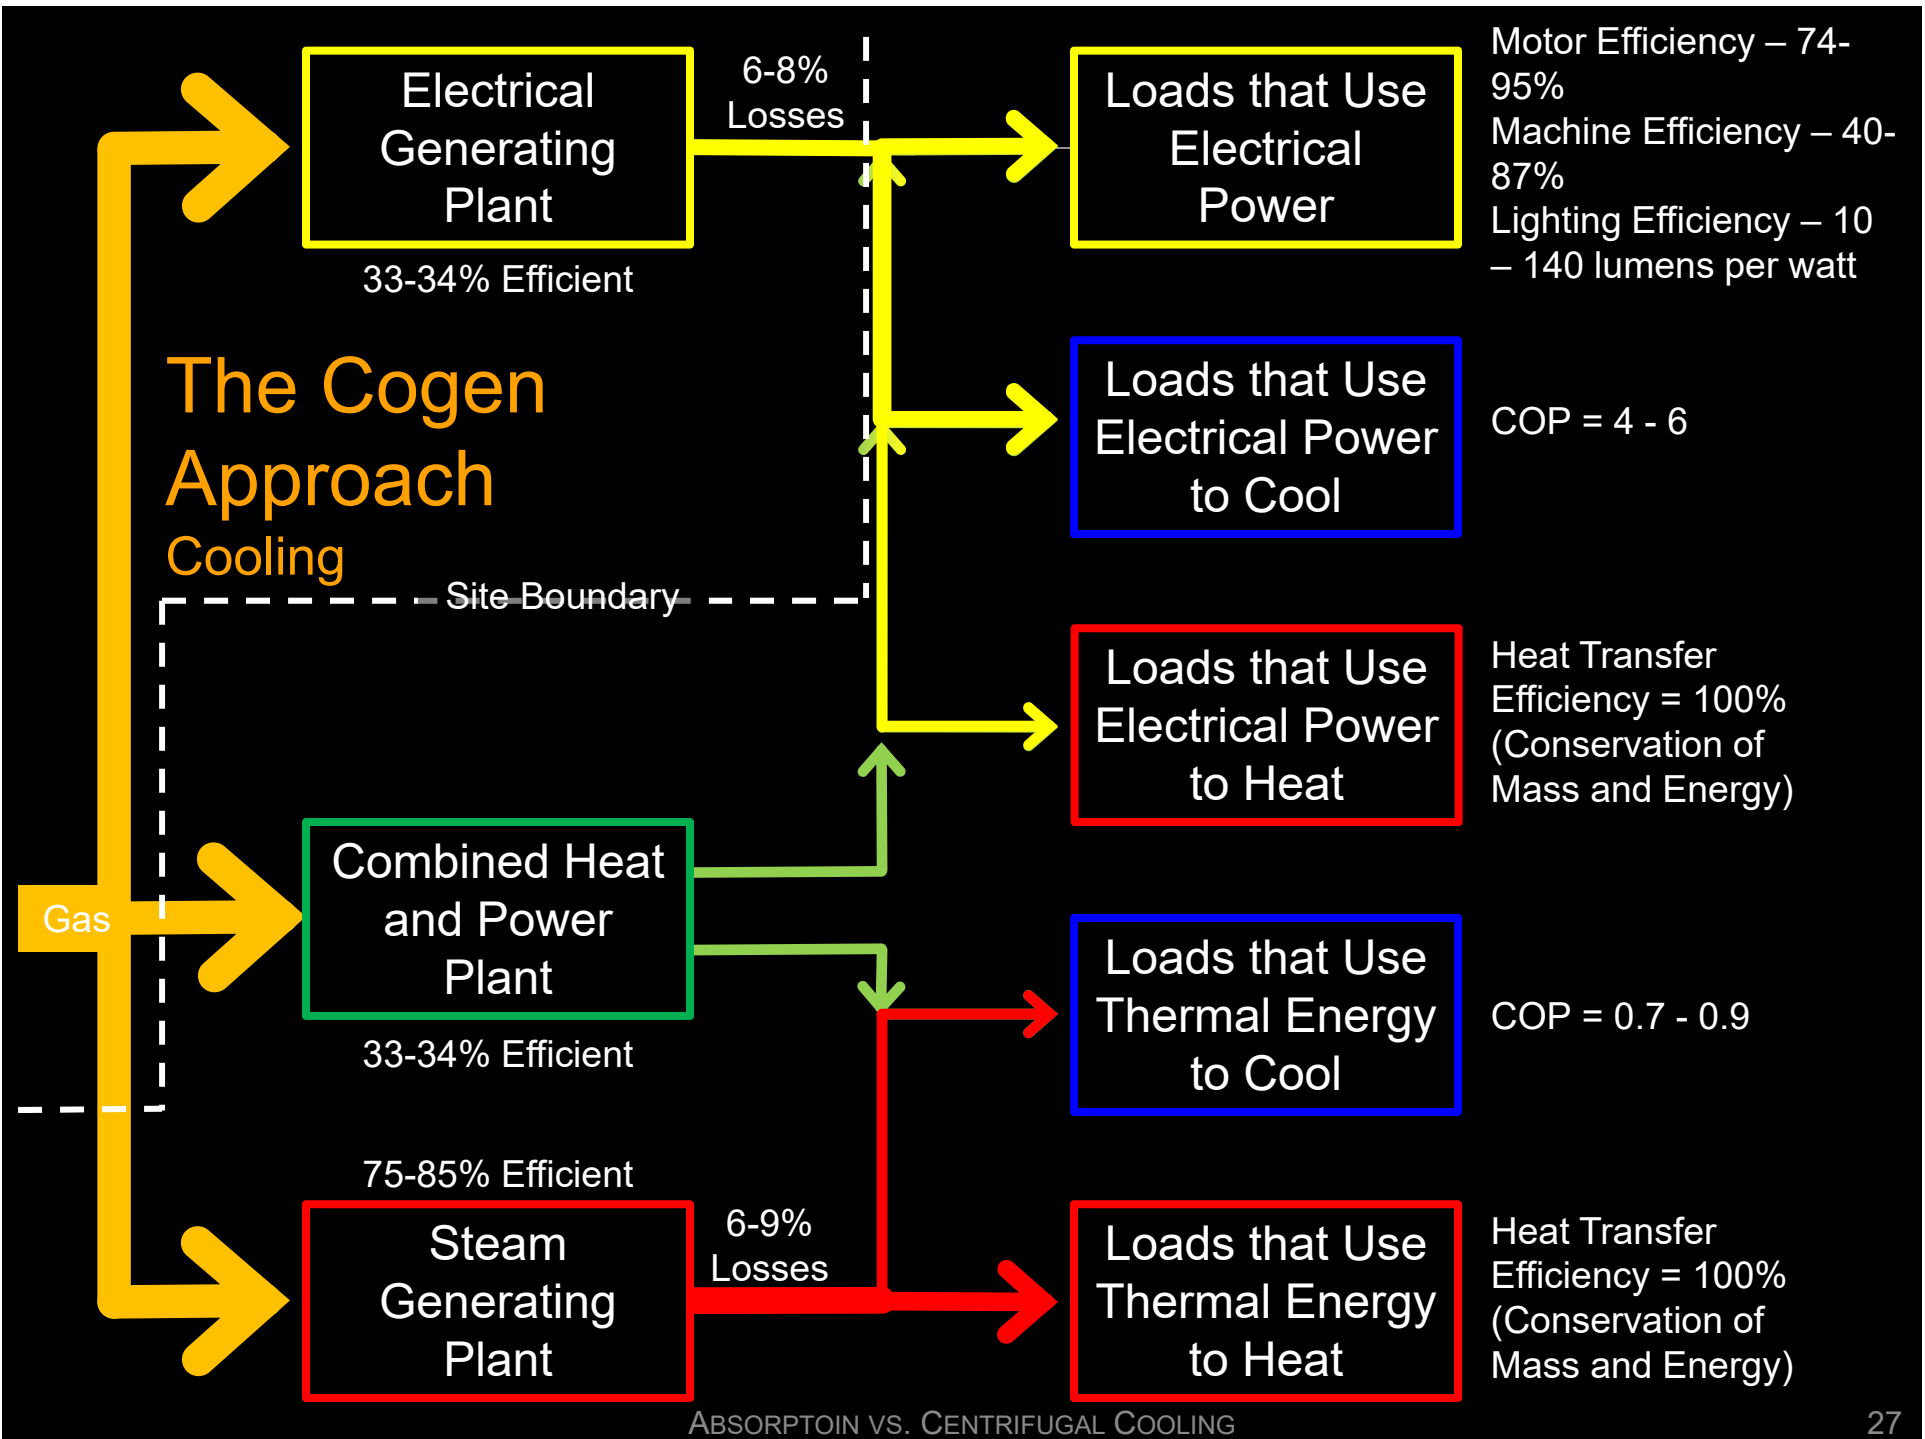 Electrical
Generating
Plant
33-34% Efficient
6-8%
Losses
Loads that Use
Electrical
Power
Motor Efficiency – 74-
95%
Machine Efficiency – 40-
87%
Lighting Efficiency – 10
– 140 lumens per watt
The Cogen
Approach
Cooling
Site Boundary
Loads that Use
Electrical Power
to Cool
COP = 4 - 6
Loads that Use
Electrical Power
to Heat
Heat Transfer
Efficiency = 100%
(Conservation of
Mass and Energy)
Gas
Combined Heat
and Power
Plant
33-34% Efficient
Loads that Use
Thermal Energy
to Cool
COP = 0.7 - 0.9
75-85% Efficient
Steam
Generating
Plant
6-9%
Losses
Loads that Use
Thermal Energy
to Heat
Heat Transfer
Efficiency = 100%
(Conservation of
Mass and Energy)
ABSORPTOIN VS. CENTRIFUGAL COOLING
27